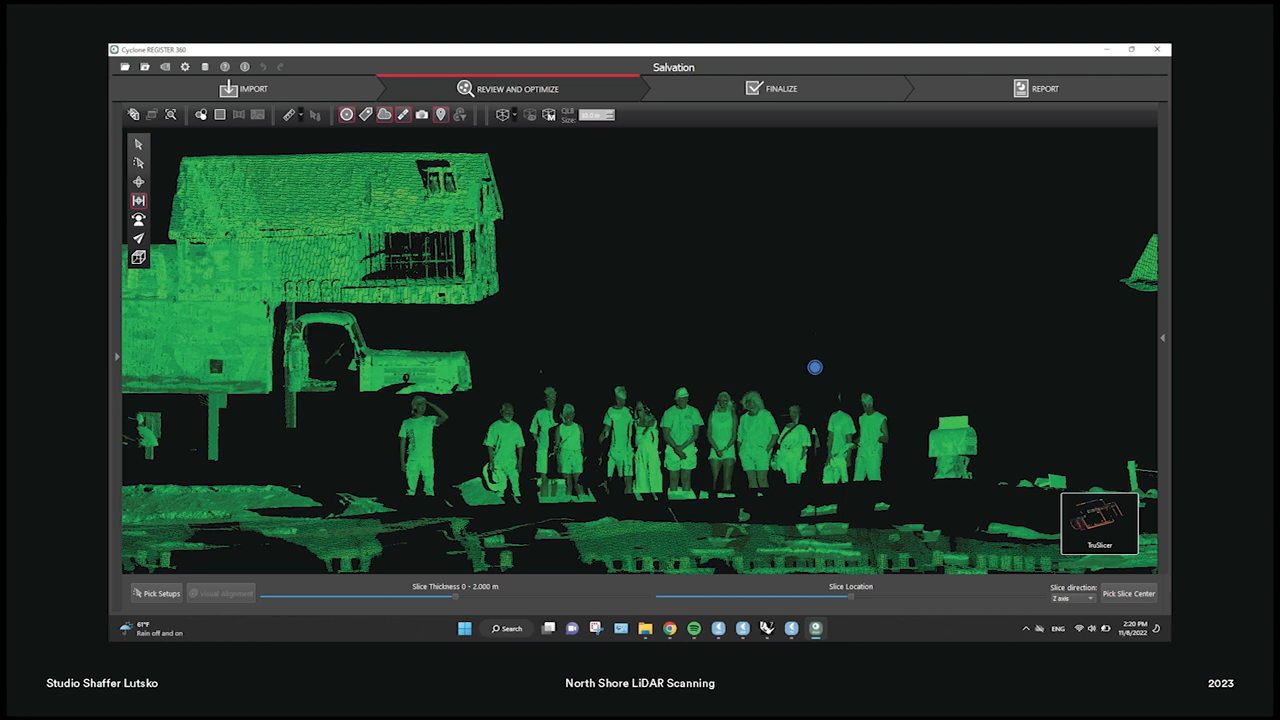 Cyclone REGISTER 360
Salvation
IMPORT
REVIEW AND OPTIMIZE
FINALIZE
REPORT
QLB
Size:
TruSlicer
Pick Setups
Visual Alignment
Slice Thickness 0 - 2.000 m
Slice Location
Slice direction:
Z axis
Pick Slice Center
61°F
Rain off and on
Search
ENG
2:20 PM
11/8/2022
Studio Shaffer Lutsko
North Shore LiDAR Scanning
2023